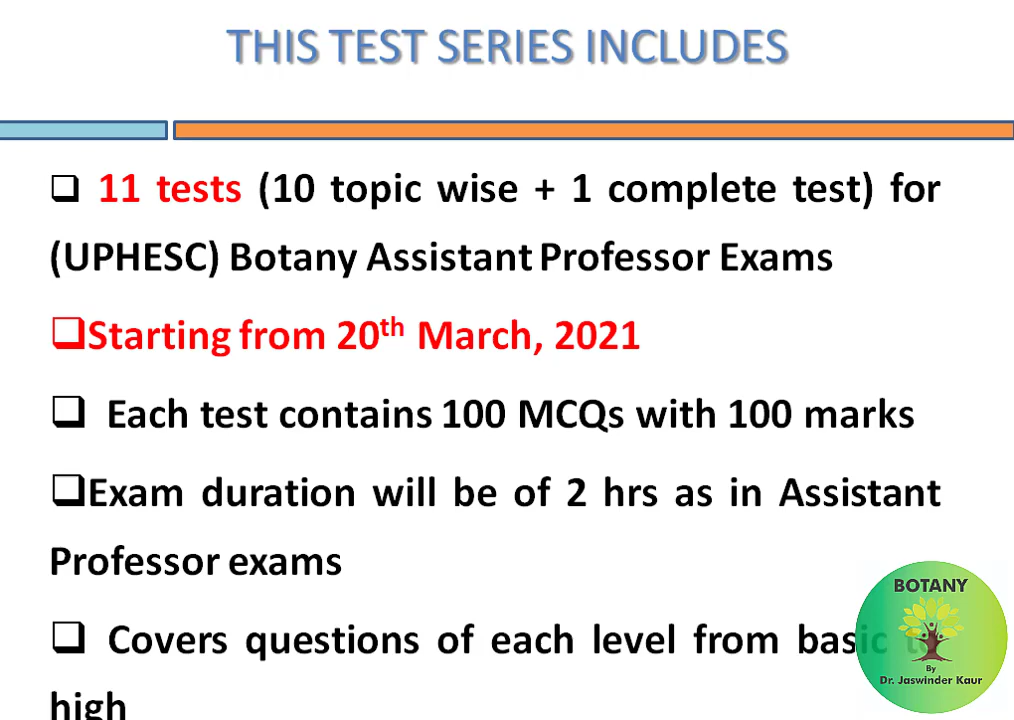 THIS TEST SERIES INCLUDES
❑ 11 tests (10 topic wise + 1 complete test) for
(UPHESC) Botany Assistant Professor Exams
❑Starting from 20th March, 2021
❑ Each test contains 100 MCQs with 100 marks
❑Exam duration will be of 2 hrs as in Assistant
Professor exams
❑ Covers questions of each level from basic to
high
BOTANY
By
Dr. Jaswinder Kaur